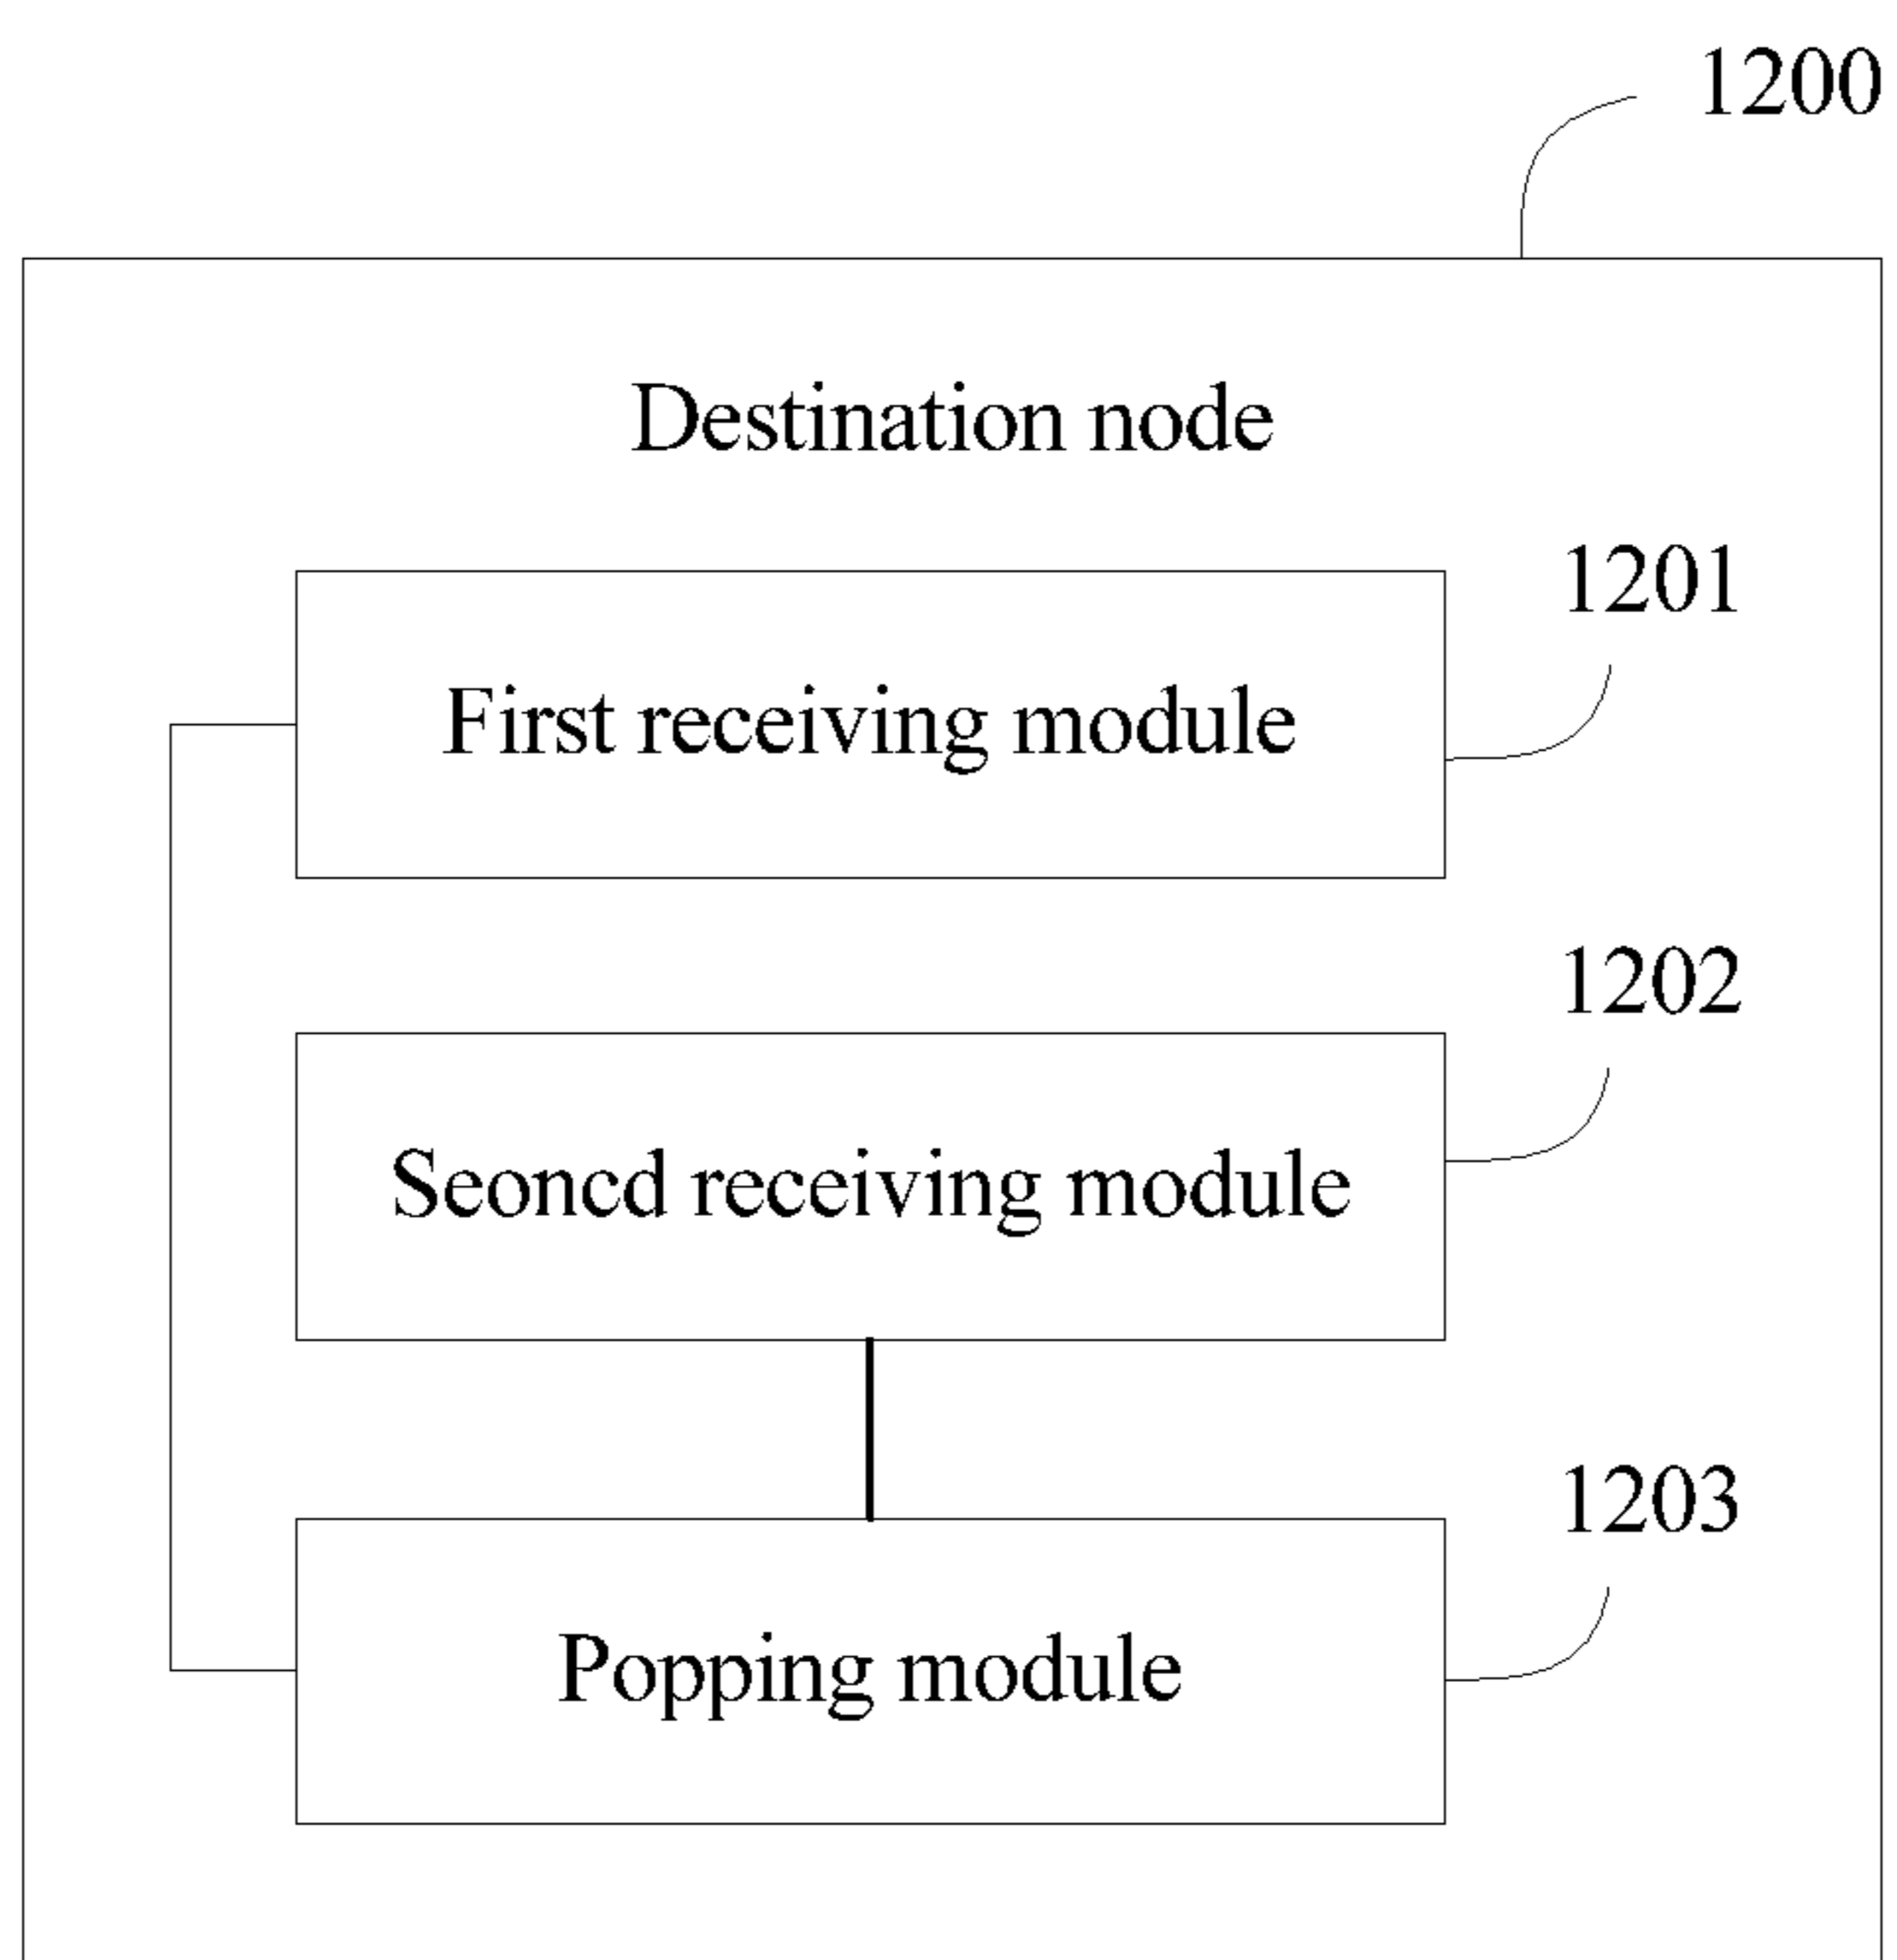 1200
Destination node
1201
First receiving module
1202
Seoncd receiving module
1203
Popping module